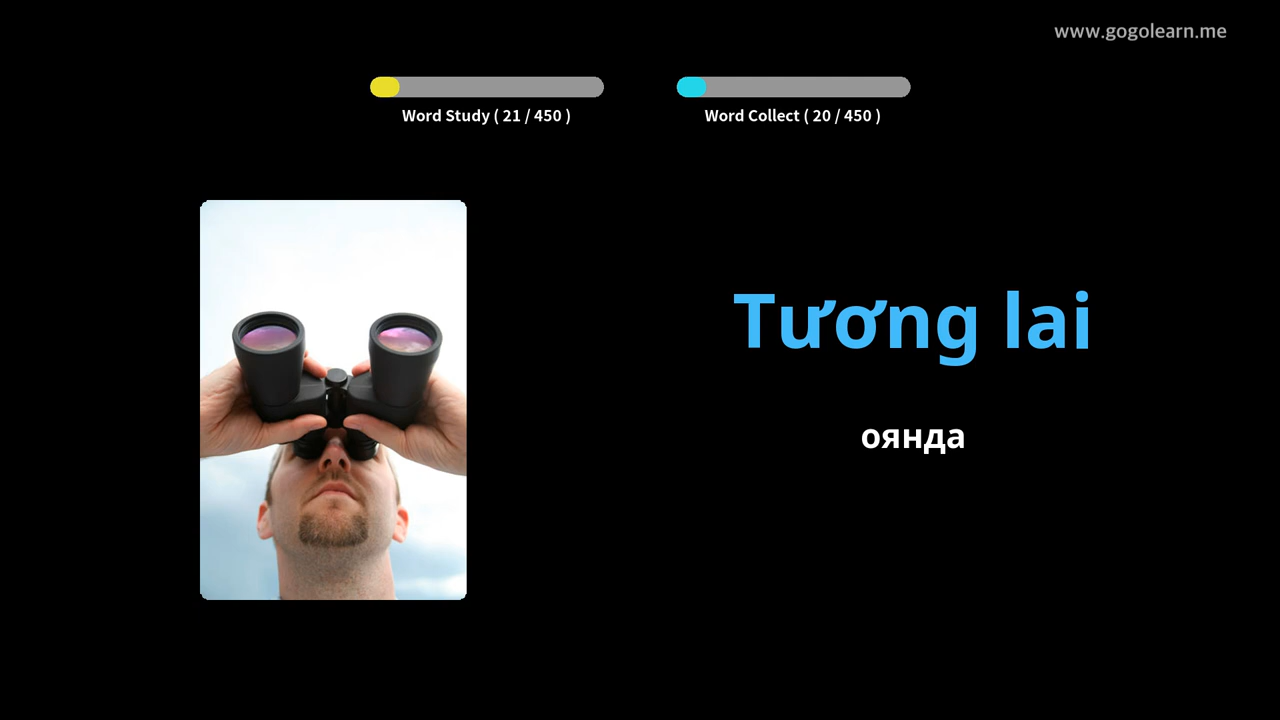 www.gogolearn.me
Word Study ( 21 / 450 )
Word Collect ( 20 / 450 )
Tương lai
оянда